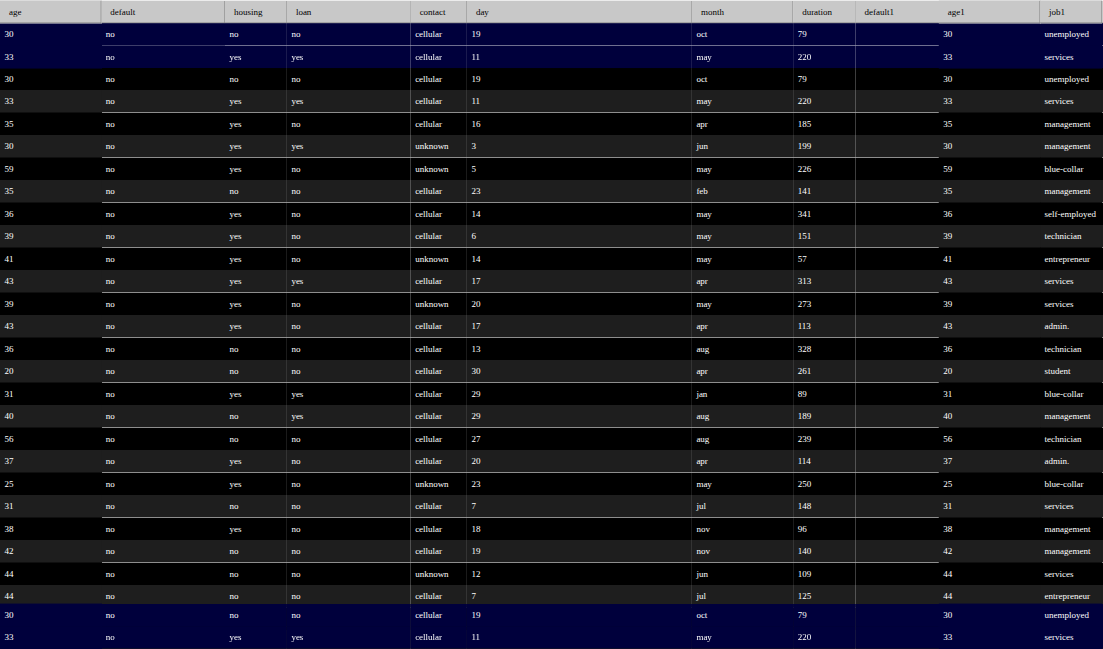 age default housing loan contact day month duration default1 age1 job1
30 no no no cellular 19 oct 79 30 unemployed
33 no yes yes cellular 11 may 220 33 services
30 no no no cellular 19 oct 79 30 unemployed
33 no yes yes cellular 11 may 220 33 services
35 no yes no cellular 16 apr 185 35 management
30 no yes yes unknown 3 jun 199 30 management
59 no yes no unknown 5 may 226 59 blue-collar
35 no no no cellular 23 feb 141 35 management
36 no yes no cellular 14 may 341 36 self-employed
39 no yes no cellular 6 may 151 39 technician
41 no yes no unknown 14 may 57 41 entrepreneur
43 no yes yes cellular 17 apr 313 43 services
39 no yes no unknown 20 may 273 39 services
43 no yes no cellular 17 apr 113 43 admin.
36 no no no cellular 13 aug 328 36 technician
20 no no no cellular 30 apr 261 20 student
31 no yes yes cellular 29 jan 89 31 blue-collar
40 no no yes cellular 29 aug 189 40 management
56 no no no cellular 27 aug 239 56 technician
37 no yes no cellular 20 apr 114 37 admin.
25 no yes no unknown 23 may 250 25 blue-collar
31 no no no cellular 7 jul 148 31 services
38 no yes no cellular 18 nov 96 38 management
42 no no no cellular 19 nov 140 42 management
44 no no no unknown 12 jun 109 44 services
44 no no no cellular 7 jul 125 44 entrepreneur
30 no no no cellular 19 oct 79 30 unemployed
33 no yes yes cellular 11 may 220 33 services